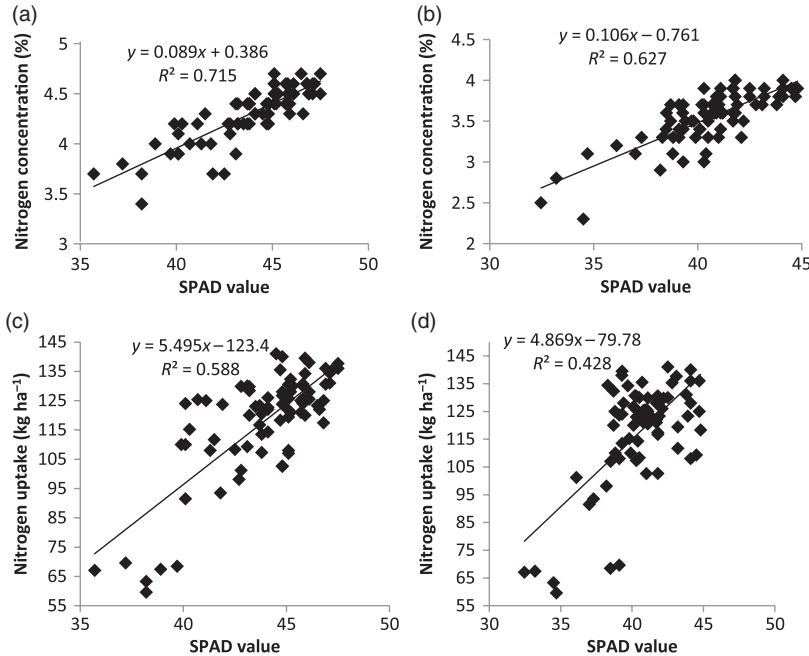 (a)
y = 0.089x + 0.386
R² = 0.715
Nitrogen concentration (%)
5
4.5
4
3.5
3
35 40 45 50
SPAD value
(b)
y = 0.106x – 0.761
R² = 0.627
Nitrogen concentration (%)
4.5
4
3.5
3
2.5
2
30 35 40 45
SPAD value
(c)
y = 5.495x – 123.4
R² = 0.588
Nitrogen uptake (kg ha⁻¹)
145
135
125
115
105
95
85
75
65
55
35 40 45 50
SPAD value
(d)
y = 4.869x – 79.78
R² = 0.428
Nitrogen uptake (kg ha⁻¹)
145
135
125
115
105
95
85
75
65
55
30 35 40 45 50
SPAD value